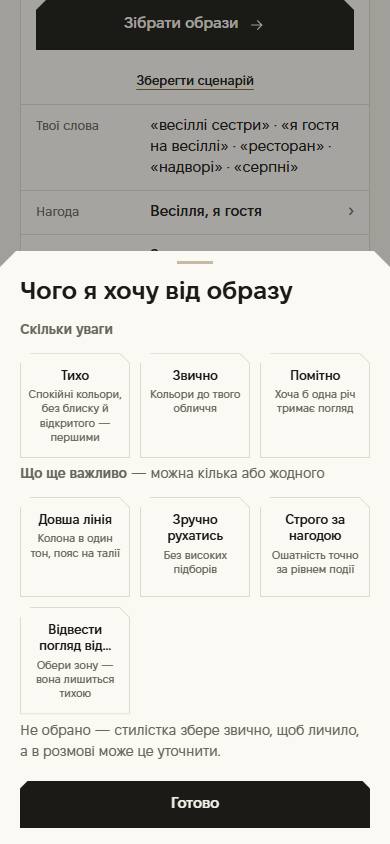 Зібрати образи →
Зберегти сценарій
Твої слова
«весіллі сестри» · «я гостя
на весіллі» · «ресторан» ·
«надворі» · «серпні»
Нагода
Весілля, я гостя
Чого я хочу від образу
Скільки уваги
Тихо
Спокійні кольори,
без блиску й
відкритого —
першими
Звично
Кольори до твого
обличчя
Помітно
Хоча б одна річ
тримає погляд
Що ще важливо — можна кілька або жодного
Довша лінія
Колона в один
тон, пояс на талії
Зручно
рухатись
Без високих
підборів
Строго за
нагодою
Ошатність точно
за рівнем події
Відвести
погляд від...
Обери зону —
вона лишиться
тихою
Не обрано — стилістка збере звично, щоб личило,
а в розмові може це уточнити.
Готово